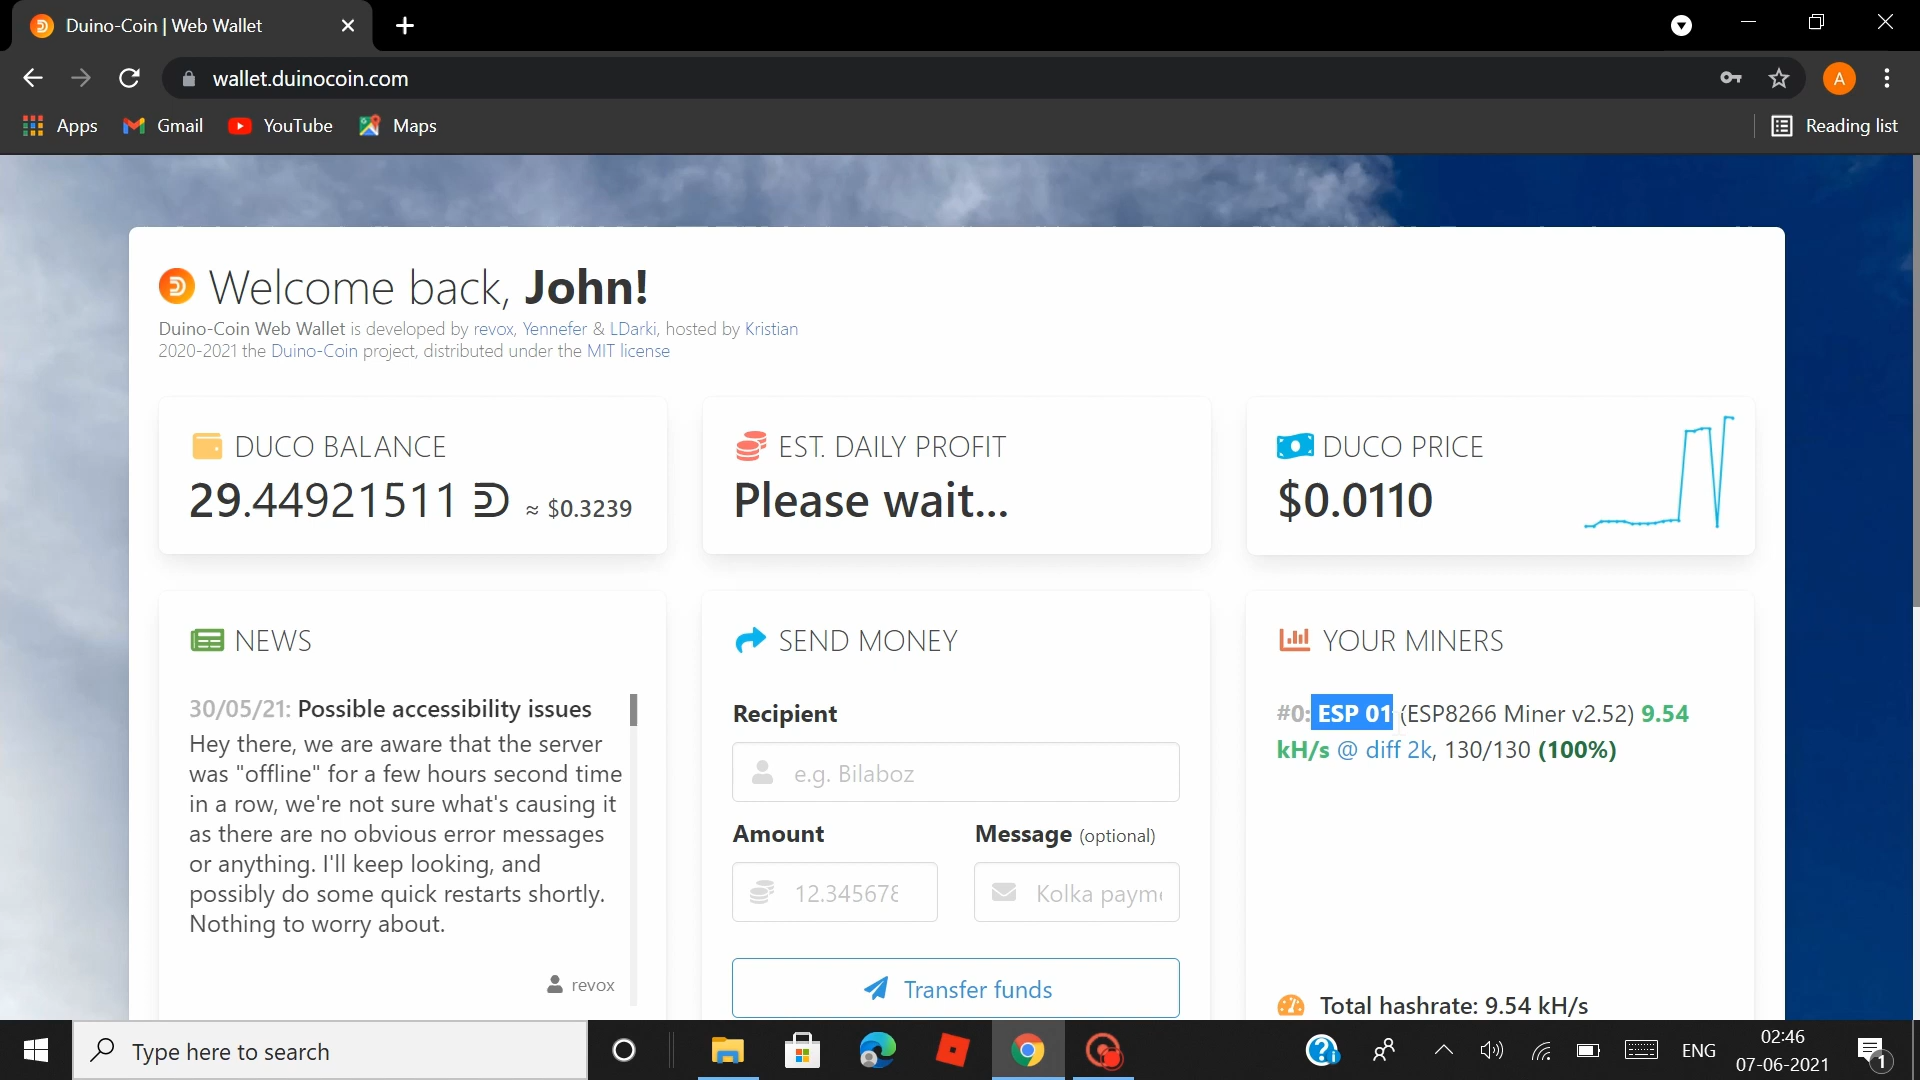 Duino-Coin | Web Wallet
wallet.duinocoin.com
A
Apps
Gmail
YouTube
Maps
Reading list
Welcome back, John!
Duino-Coin Web Wallet is developed by revox, Yennefer & LDarki, hosted by Kristian
2020-2021 the Duino-Coin project, distributed under the MIT license
DUCO BALANCE
29.44921511 ≈ $0.3239
EST. DAILY PROFIT
Please wait...
DUCO PRICE
$0.0110
NEWS
30/05/21: Possible accessibility issues
Hey there, we are aware that the server
was "offline" for a few hours second time
in a row, we're not sure what's causing it
as there are no obvious error messages
or anything. I'll keep looking, and
possibly do some quick restarts shortly.
Nothing to worry about.
revox
SEND MONEY
Recipient
e.g. Bilaboz
Amount
Message (optional)
12.345678
Kolka payme
Transfer funds
YOUR MINERS
#0: ESP 01 (ESP8266 Miner v2.52) 9.54
kH/s @ diff 2k, 130/130 (100%)
Total hashrate: 9.54 kH/s
Type here to search
ENG
02:46
07-06-2021
1